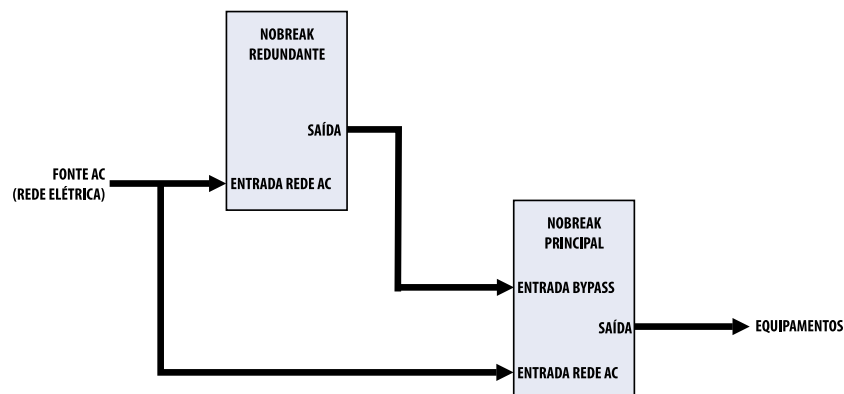 NOBREAK
REDUNDANTE
SAÍDA
FONTE AC
(REDE ELÉTRICA)
ENTRADA REDE AC
NOBREAK
PRINCIPAL
ENTRADA BYPASS
SAÍDA
EQUIPAMENTOS
ENTRADA REDE AC